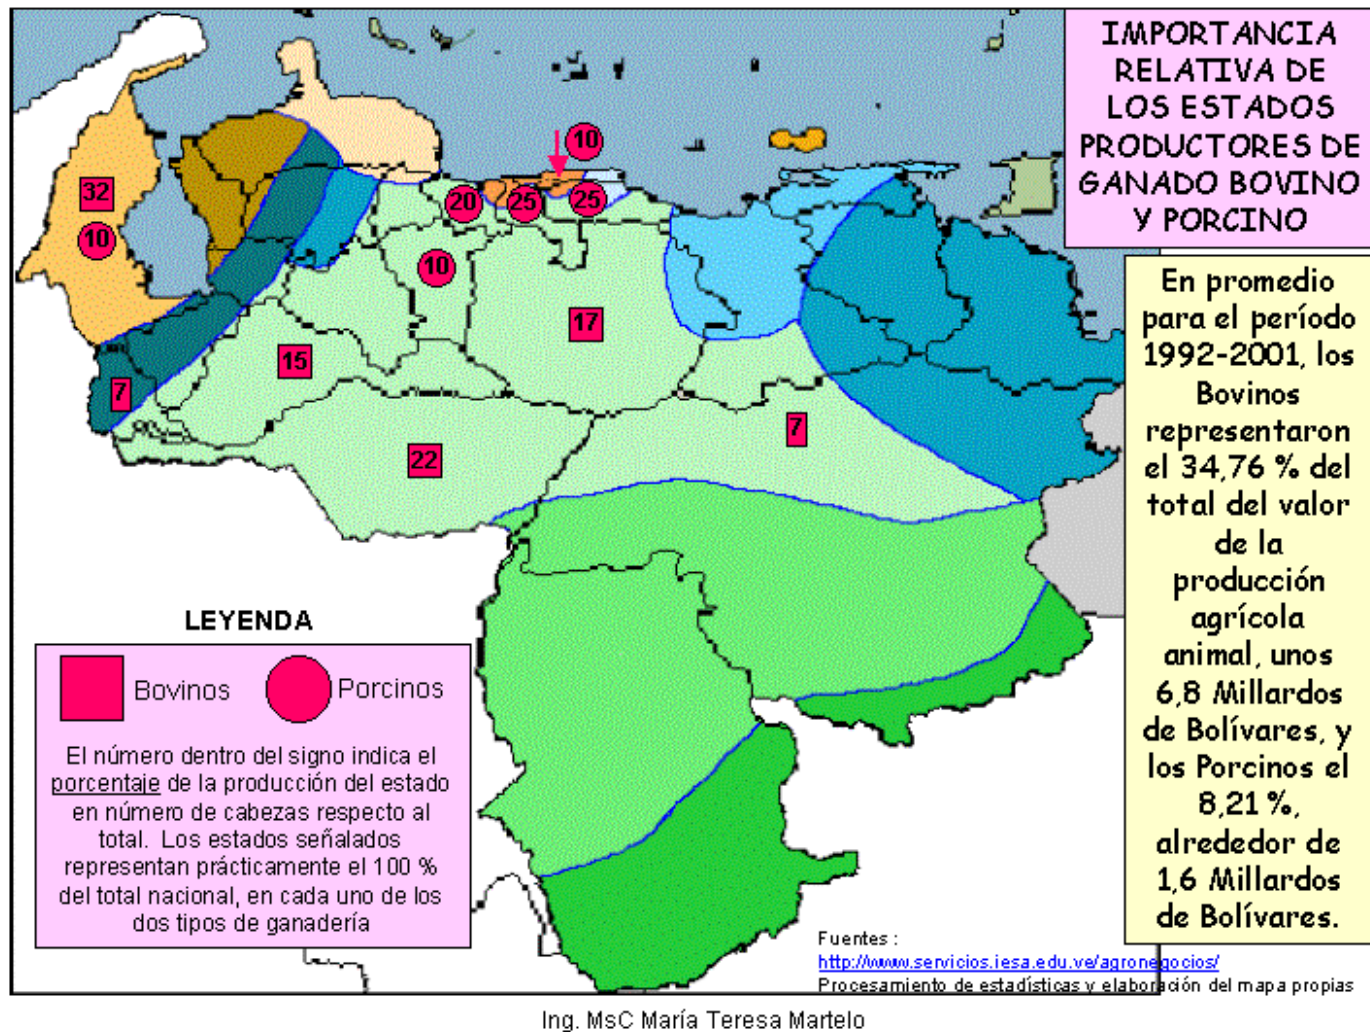 IMPORTANCIA
RELATIVA DE
LOS ESTADOS
PRODUCTORES DE
GANADO BOVINO
Y PORCINO
10
32
20
25
25
10
10
17
15
7
7
22
En promedio
para el período
1992-2001, los
Bovinos
representaron
el 34,76 % del
total del valor
de la
producción
agrícola
animal, unos
6,8 Millardos
de Bolívares, y
los Porcinos el
8,21 %,
alrededor de
1,6 Millardos
de Bolívares.
LEYENDA
Bovinos
Porcinos
El número dentro del signo indica el
porcentaje de la producción del estado
en número de cabezas respecto al
total. Los estados señalados
representan prácticamente el 100 %
del total nacional, en cada uno de los
dos tipos de ganadería
Fuentes :
http://www.servicios.iesa.edu.ve/agronegocios/
Procesamiento de estadísticas y elaboración del mapa propias
Ing. MsC María Teresa Martelo